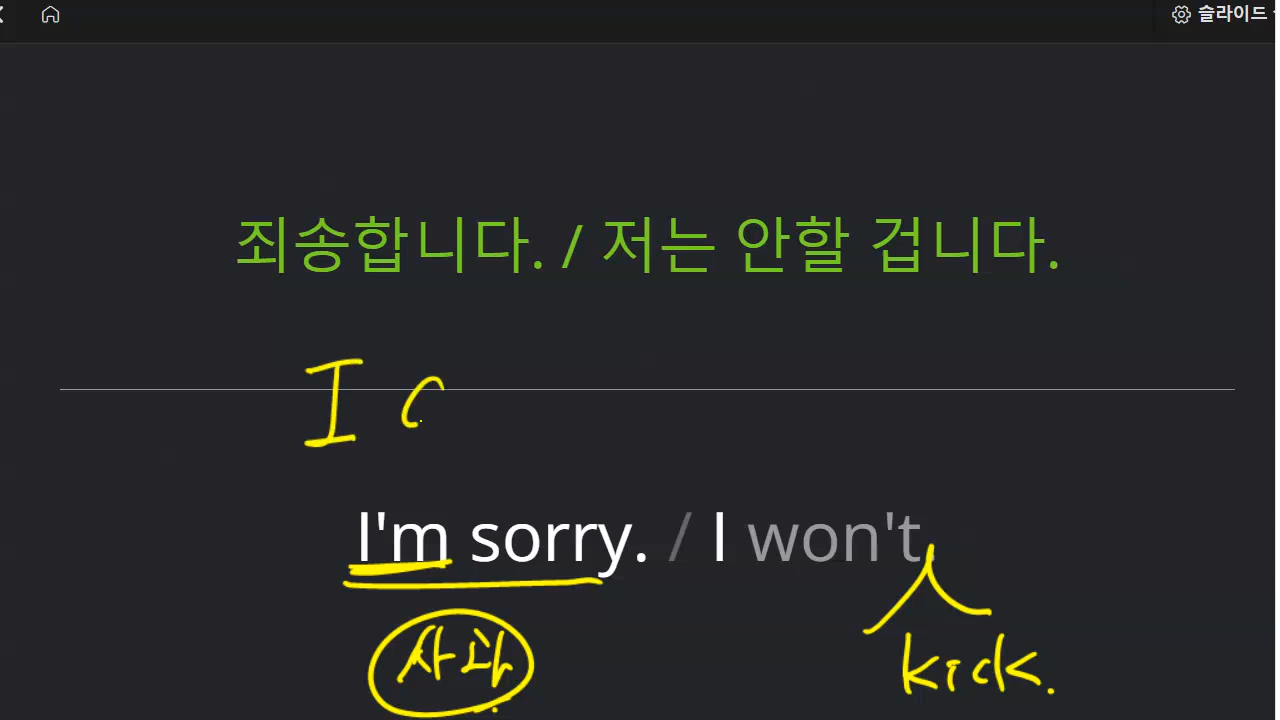 슬라이드
죄송합니다. / 저는 안할 겁니다.
I
I'm sorry. / I won't.
사과
kick.